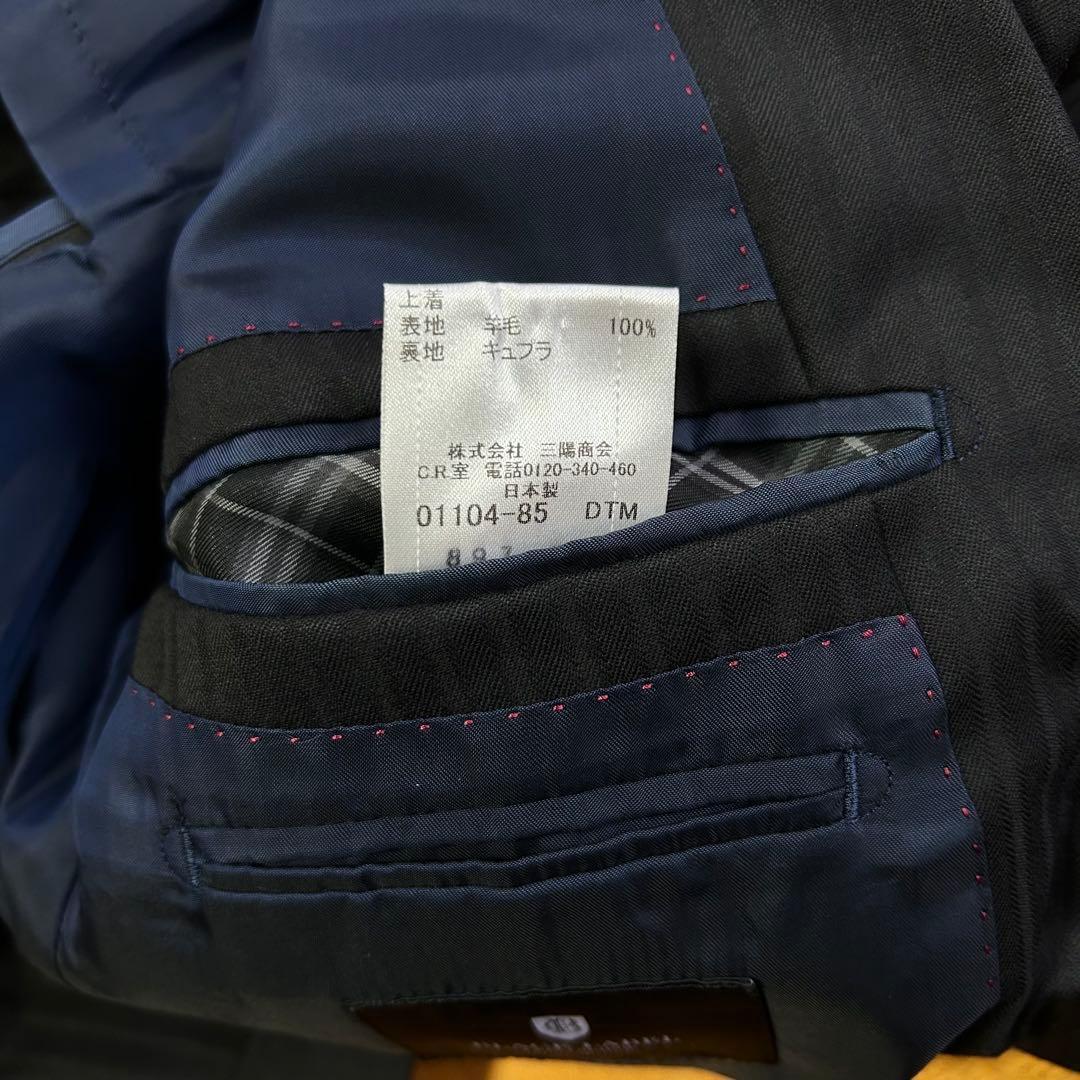 上着
表地 羊毛 100%
裏地 キュプラ
株式会社 三陽商会
C.R.室 電話0120-340-460
日本製
01104-85 DTM